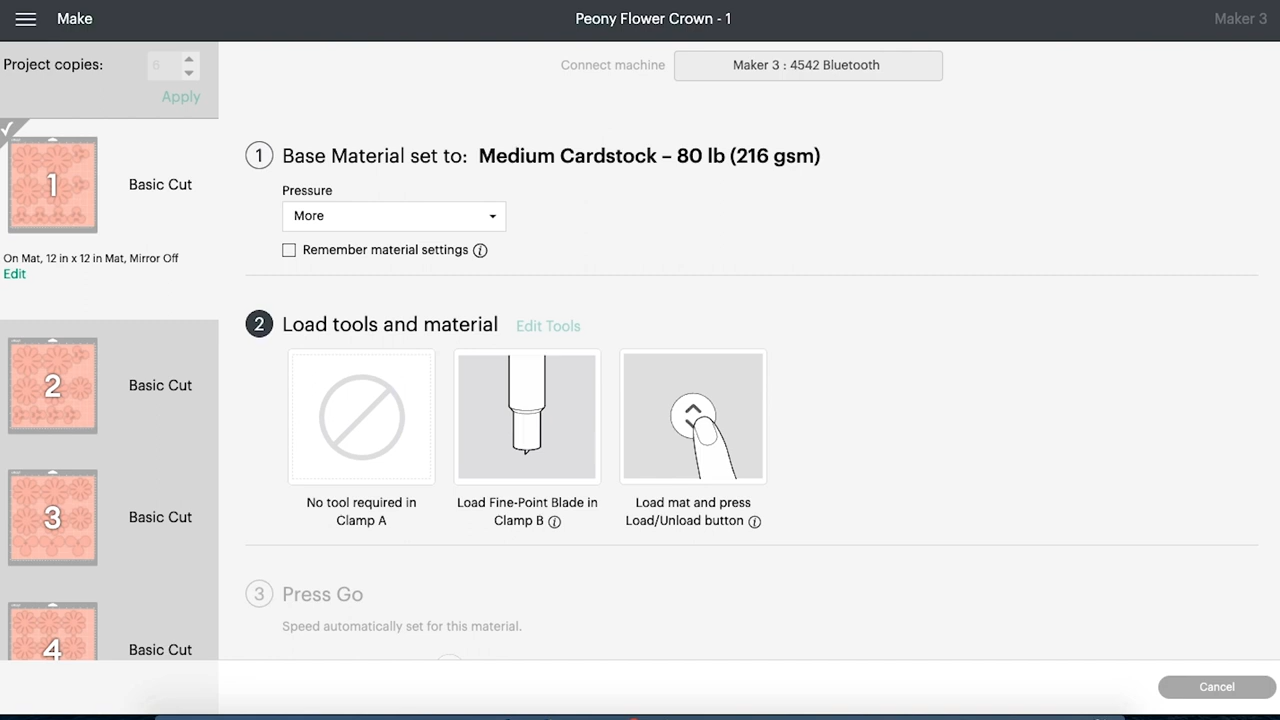 Make
Peony Flower Crown - 1
Maker 3
Project copies:
6
Apply
Connect machine
Maker 3 : 4542 Bluetooth
1
Basic Cut
On Mat, 12 in x 12 in Mat, Mirror Off
Edit
2
Basic Cut
3
Basic Cut
4
Basic Cut
1 Base Material set to: Medium Cardstock – 80 lb (216 gsm)
Pressure
More
Remember material settings
2 Load tools and material Edit Tools
No tool required in
Clamp A
Load Fine-Point Blade in
Clamp B
Load mat and press
Load/Unload button
3 Press Go
Speed automatically set for this material.
Cancel